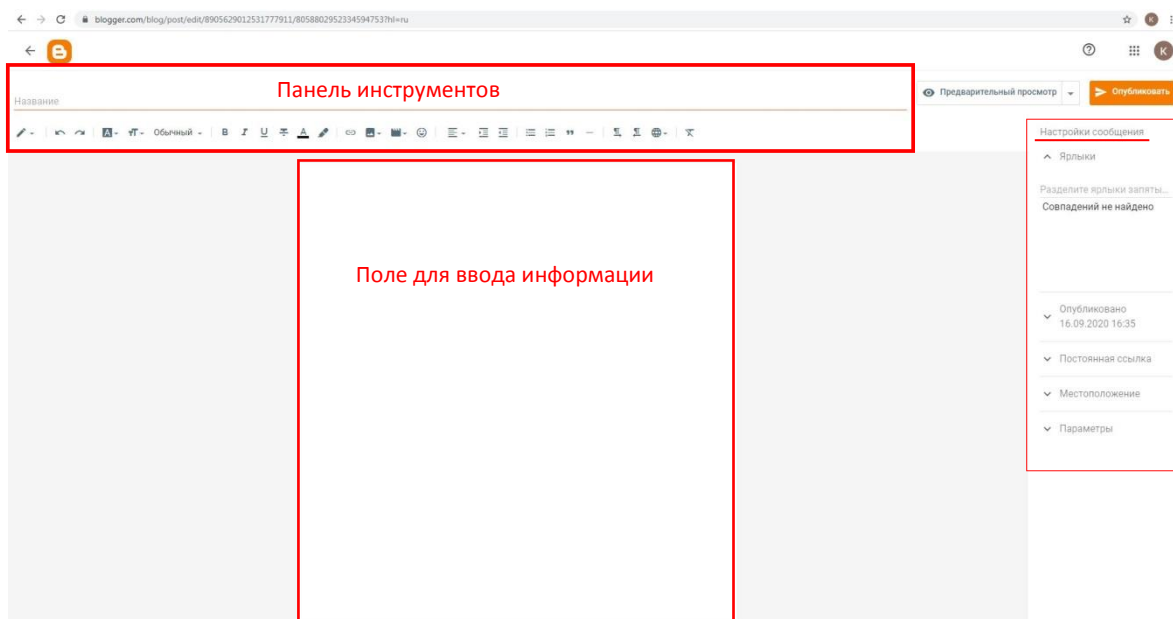 blogger.com/blog/post/edit/8905629012531777911/8058802952334594753?hl=ru
K
K
Панель инструментов
Название
Предварительный просмотр
Опубликовать
Обычный
B I U A
Настройки сообщения
Ярлыки
Разделите ярлыки запяты...
Совпадений не найдено
Поле для ввода информации
Опубликовано
16.09.2020 16:35
Постоянная ссылка
Местоположение
Параметры